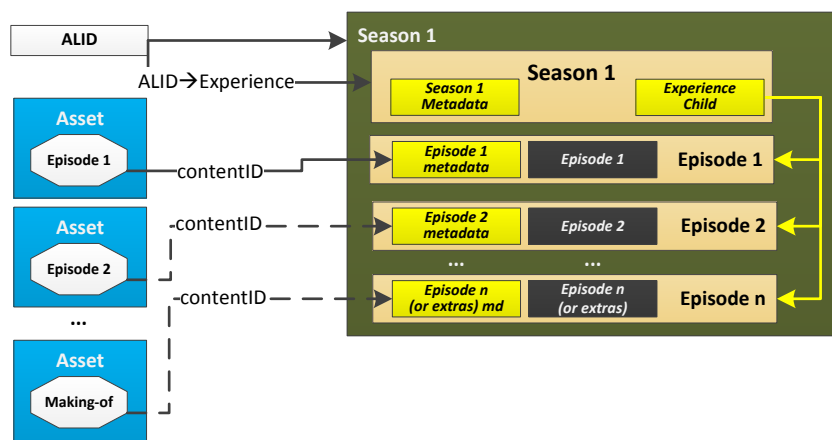 ALID
ALID→Experience
Asset
Episode 1
contentID
Asset
Episode 2
contentID
...
contentID
Asset
Making-of
Season 1
Season 1
Season 1
Metadata
Experience
Child
Episode 1
metadata
Episode 1
Episode 1
Episode 2
metadata
Episode 2
Episode 2
...
...
Episode n
(or extras) md
Episode n
(or extras)
Episode n